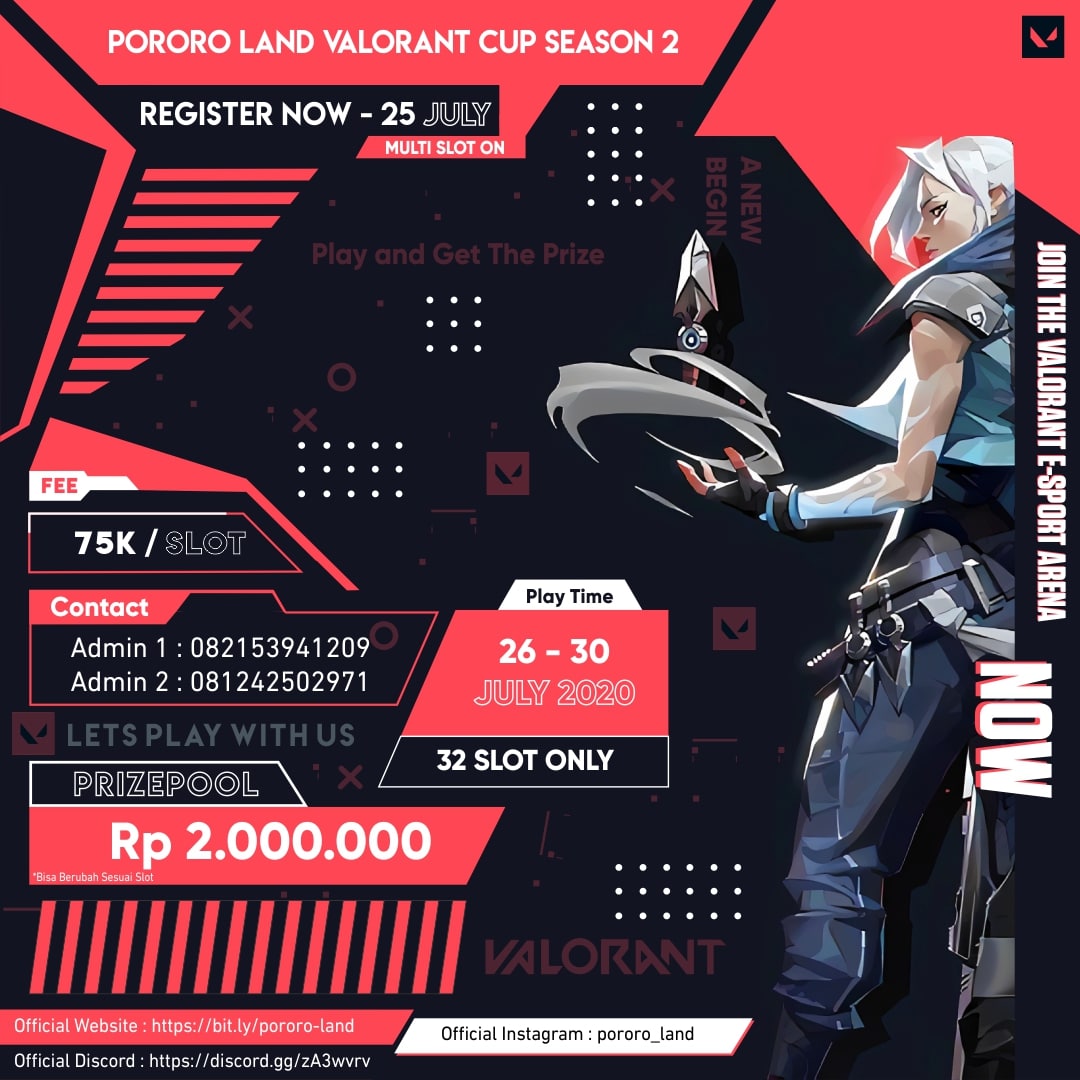 PORORO LAND VALORANT CUP SEASON 2
REGISTER NOW - 25 JULY
MULTI SLOT ON
A NEW
BEGIN
Play and Get The Prize
JOIN THE VALORANT E-SPORT ARENA
NOW
FEE
75K / SLOT
Contact
Admin 1 : 082153941209
Admin 2 : 081242502971
Play Time
26 - 30
JULY 2020
32 SLOT ONLY
LETS PLAY WITH US
PRIZEPOOL
Rp 2.000.000
*Bisa Berubah Sesuai Slot
VALORANT
Official Website : https://bit.ly/pororo-land
Official Instagram : pororo_land
Official Discord : https://discord.gg/zA3wvrv